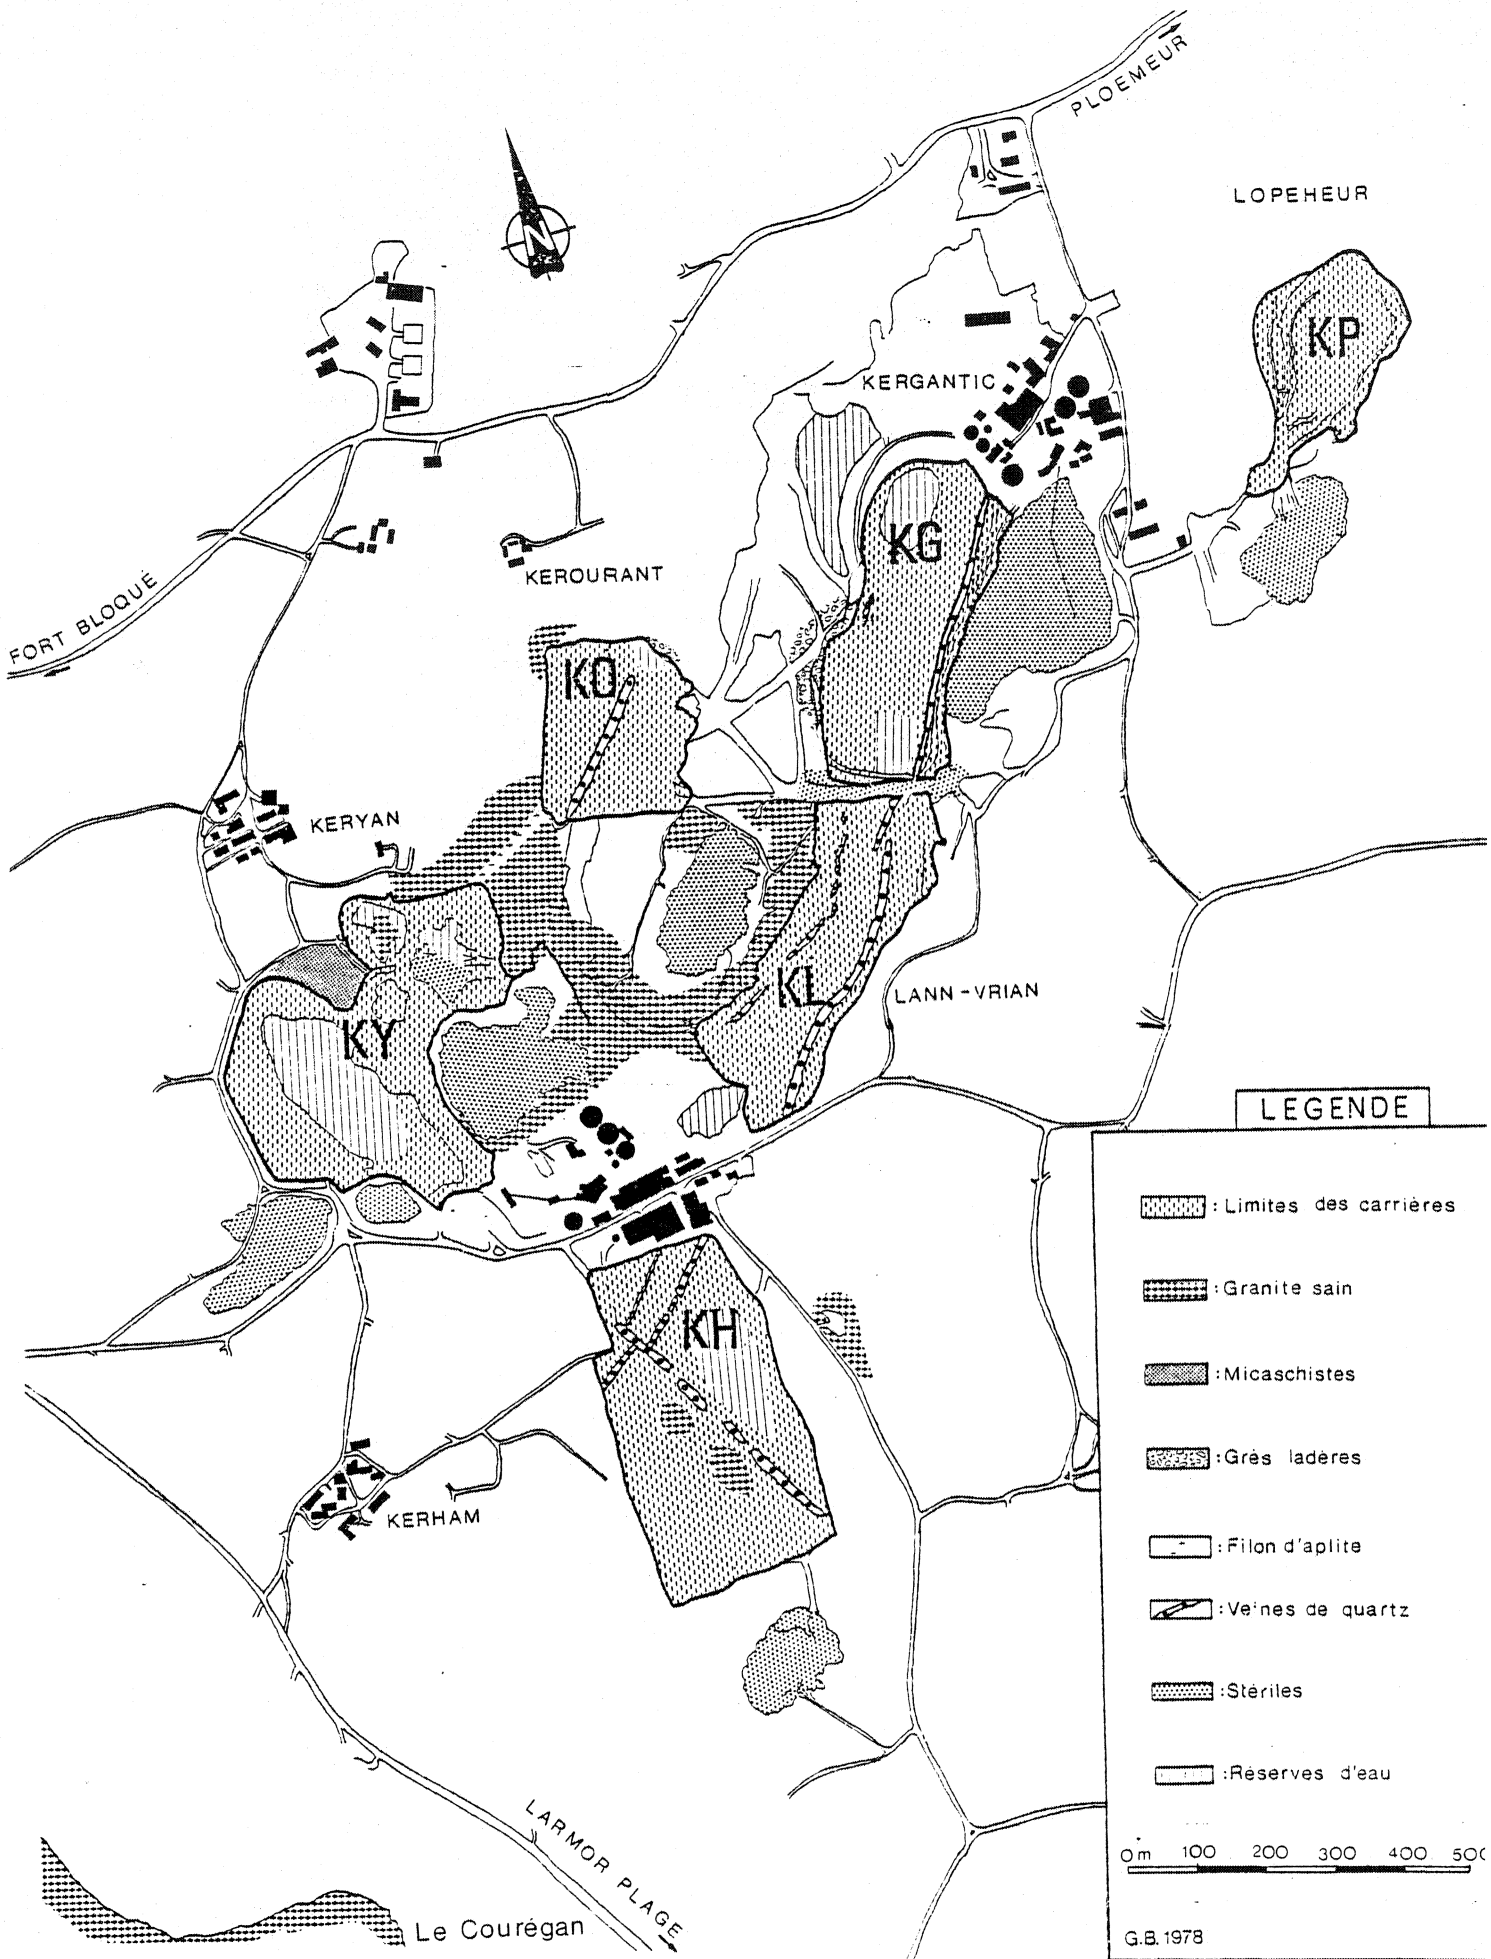 PLOEMEUR
LOPEHEUR
N
KP
KERGANTIC
KG
KEROURANT
FORT BLOQUÉ
KO
KERYAN
KL
LANN-VRIAN
KY
KH
KERHAM
LARMOR PLAGE
Le Courégan
LEGENDE
: Limites des carrières
: Granite sain
: Micaschistes
: Grès ladères
: Filon d'aplite
: Veines de quartz
: Stériles
: Réserves d'eau
0 m 100 200 300 400 500
G.B. 1978